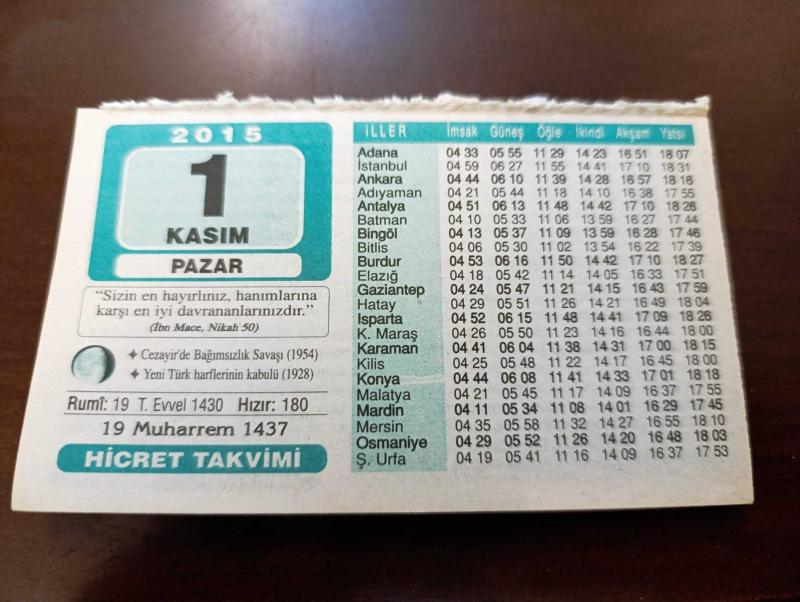 2015
1
KASIM
PAZAR
"Sizin en hayırlınız, hanımlarına
karşı en iyi davrananlarınızdır."
(İbn Mace, Nikah 50)
✦ Cezayir'de Bağımsızlık Savaşı (1954)
✦ Yeni Türk harflerinin kabulü (1928)
Rumî: 19 T. Evvel 1430 Hızır: 180
19 Muharrem 1437
HİCRET TAKVİMİ
İLLER İmsak Güneş Öğle İkindi Akşam Yatsı
Adana 04 33 05 55 11 29 14 23 16 51 18 07
İstanbul 04 59 06 27 11 55 14 41 17 10 18 31
Ankara 04 44 06 10 11 39 14 28 16 57 18 16
Adıyaman 04 21 05 44 11 18 14 10 16 38 17 55
Antalya 04 51 06 13 11 48 14 42 17 10 18 26
Batman 04 10 05 33 11 06 13 59 16 27 17 44
Bingöl 04 13 05 37 11 09 13 59 16 28 17 46
Bitlis 04 06 05 30 11 02 13 54 16 22 17 39
Burdur 04 53 06 16 11 50 14 42 17 10 18 27
Elazığ 04 18 05 42 11 14 14 05 16 33 17 51
Gaziantep 04 24 05 47 11 21 14 15 16 43 17 59
Hatay 04 29 05 51 11 26 14 21 16 49 18 04
Isparta 04 52 06 15 11 48 14 41 17 09 18 26
K. Maraş 04 26 05 50 11 23 14 16 16 44 18 00
Karaman 04 41 06 04 11 38 14 31 17 00 18 15
Kilis 04 25 05 48 11 22 14 17 16 45 18 00
Konya 04 44 06 08 11 41 14 33 17 01 18 18
Malatya 04 21 05 45 11 17 14 09 16 37 17 55
Mardin 04 11 05 34 11 08 14 01 16 29 17 45
Mersin 04 35 05 58 11 32 14 27 16 55 18 10
Osmaniye 04 29 05 52 11 26 14 20 16 48 18 03
Ş. Urfa 04 19 05 41 11 16 14 09 16 37 17 53